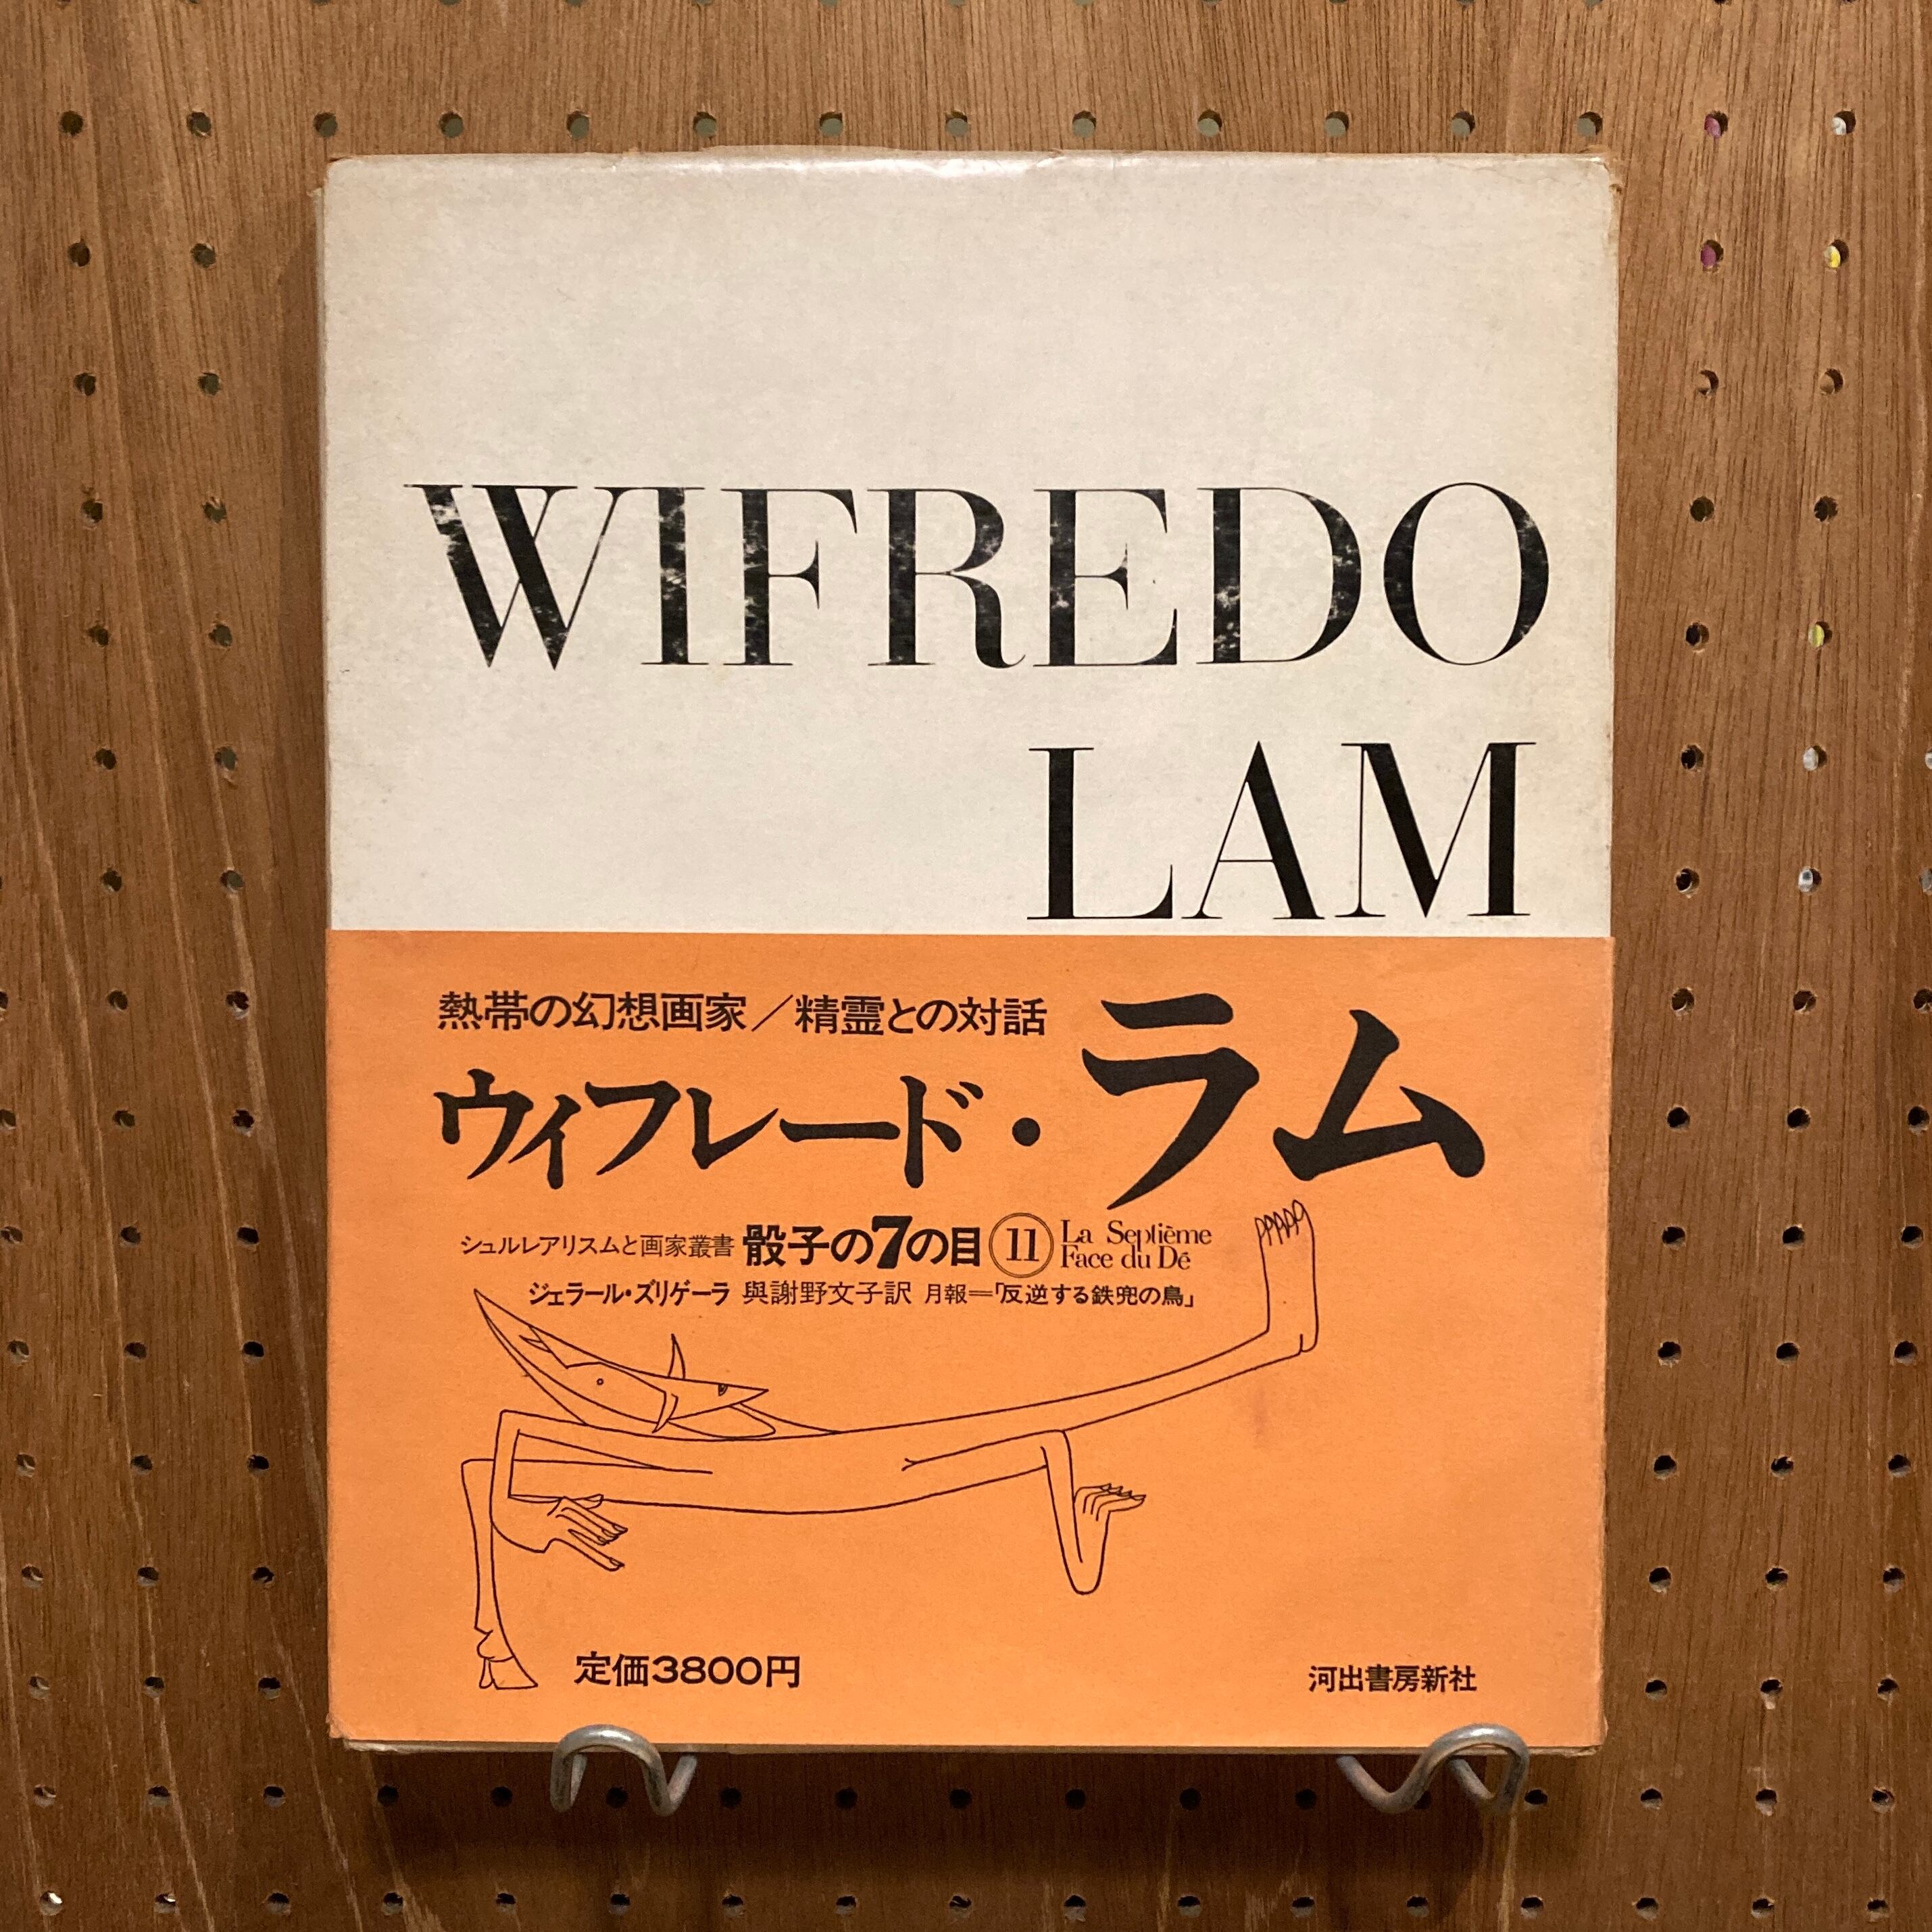 WIFREDO
LAM
熱帯の幻想画家／精霊との対話
ウィフレード・ラム
シュルレアリスムと画家叢書 骰子の7の目 ⑪ La Septième
Face du Dé
ジェラール・ズリゲーラ 與謝野文子訳 月報＝「反逆する鉄兜の鳥」
定価3800円
河出書房新社